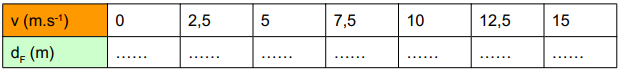 v (m.s⁻¹) 0 2,5 5 7,5 10 12,5 15
d_F (m) ...... ...... ...... ...... ...... ...... ......